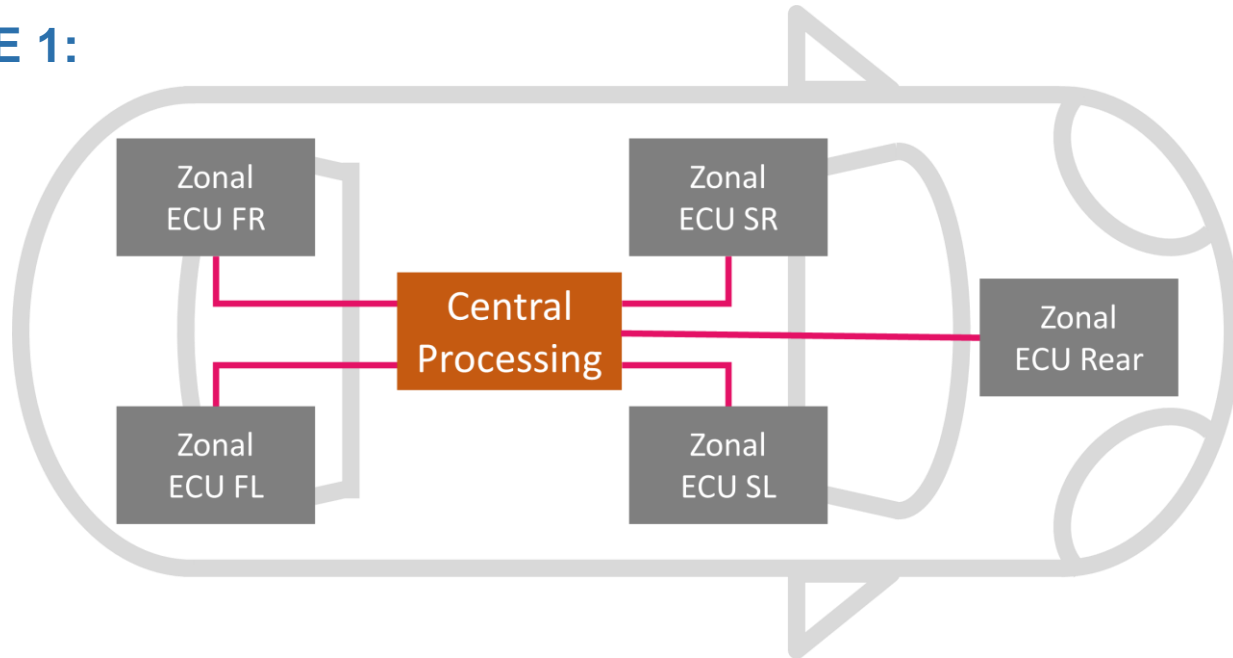 E 1:
Zonal
ECU FR
Zonal
ECU SR
Central
Processing
Zonal
ECU Rear
Zonal
ECU FL
Zonal
ECU SL